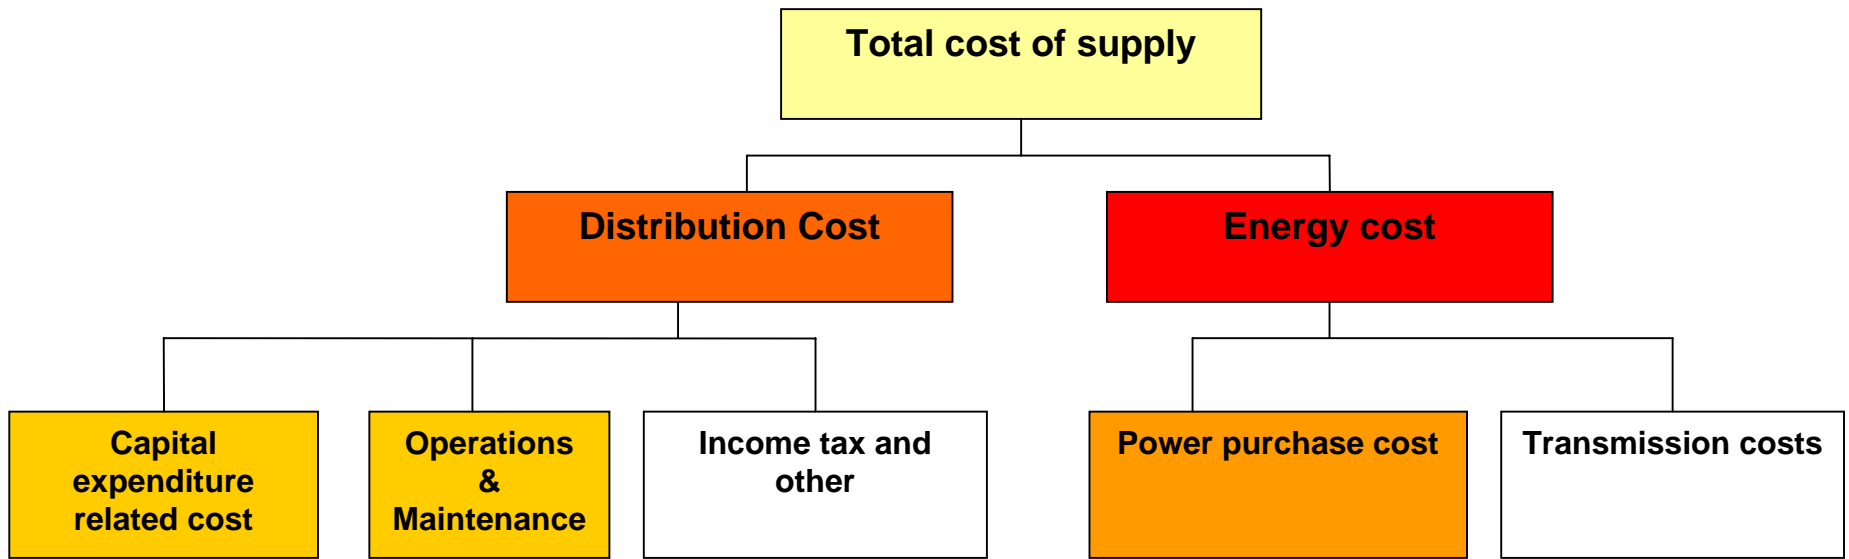 Total cost of supply
Distribution Cost
Energy cost
Capital
expenditure
related cost
Operations
&
Maintenance
Income tax and
other
Power purchase cost
Transmission costs